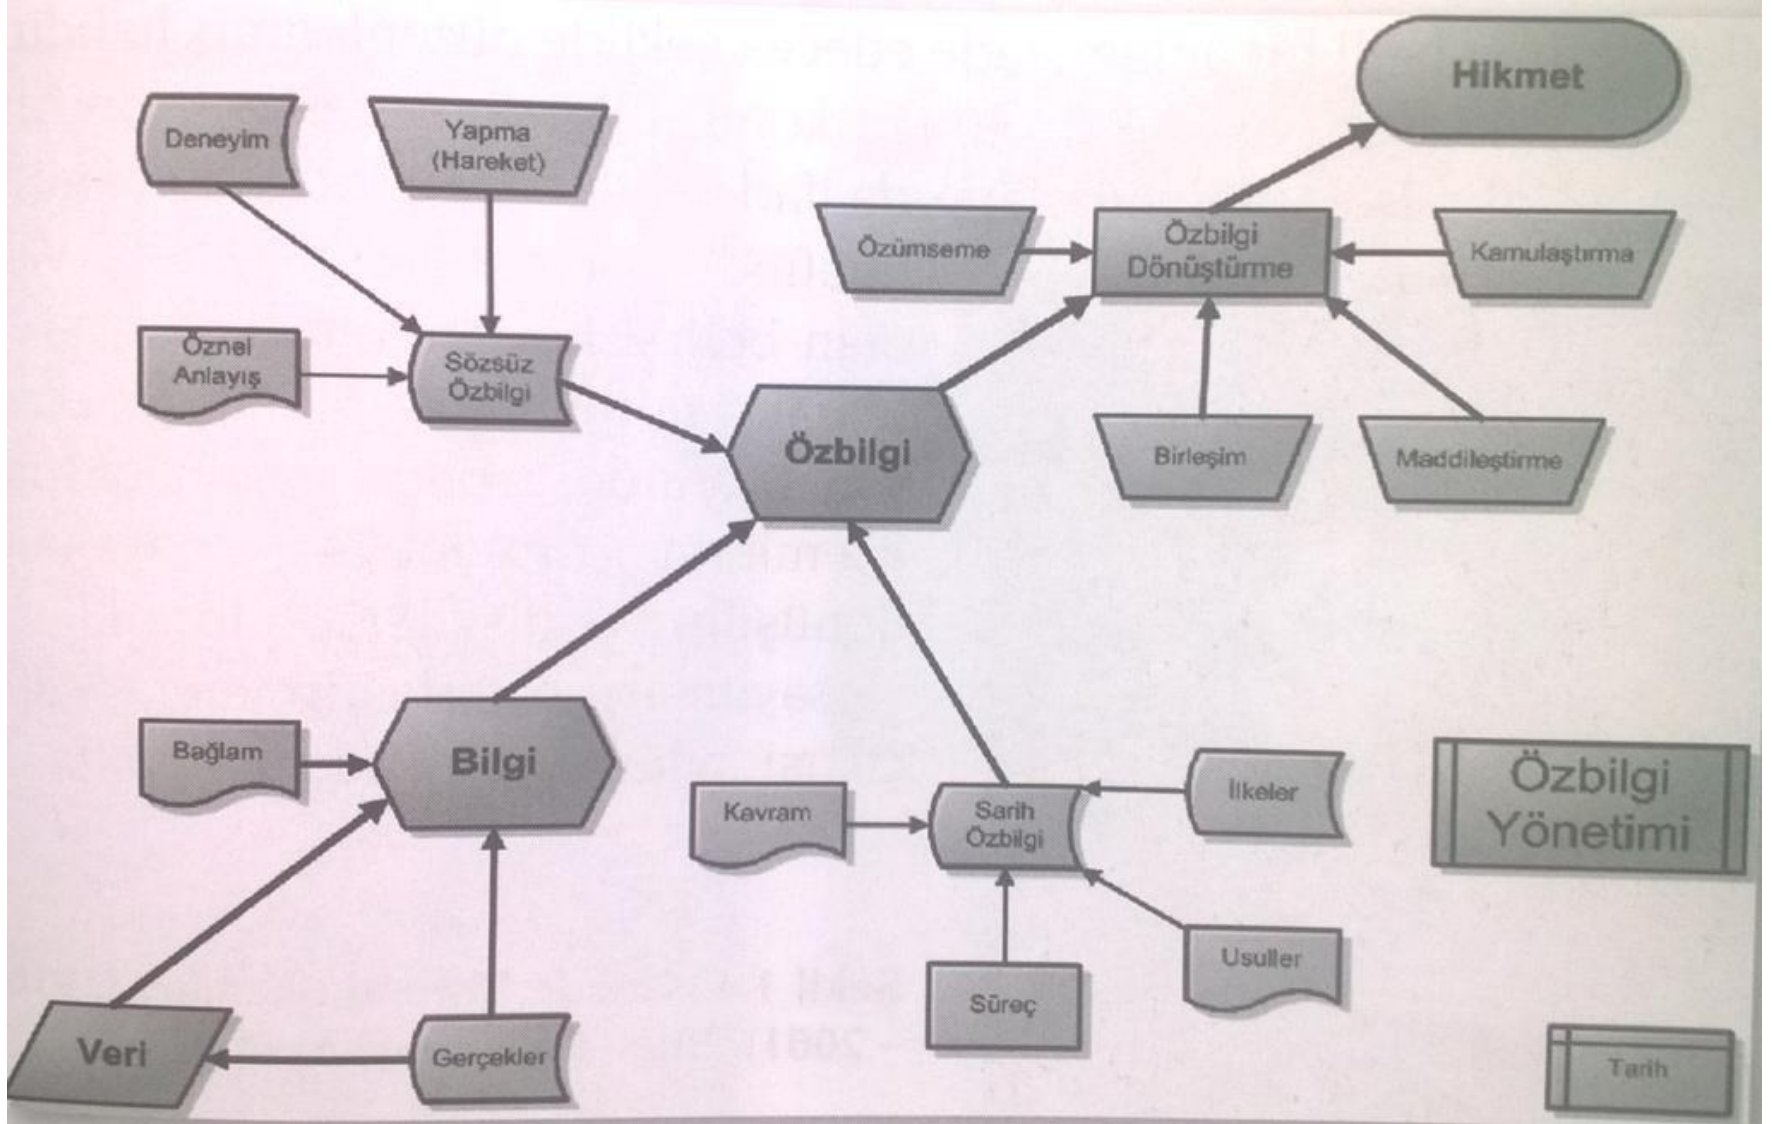 Hikmet
Deneyim
Yapma
(Hareket)
Özümseme
Özbilgi
Dönüştürme
Kamulaştırma
Öznel
Anlayış
Sözsüz
Özbilgi
Özbilgi
Birleşim
Maddileştirme
Bağlam
Bilgi
Kavram
Sarih
Özbilgi
İlkeler
Özbilgi
Yönetimi
Usuller
Süreç
Veri
Gerçekler
Tarih